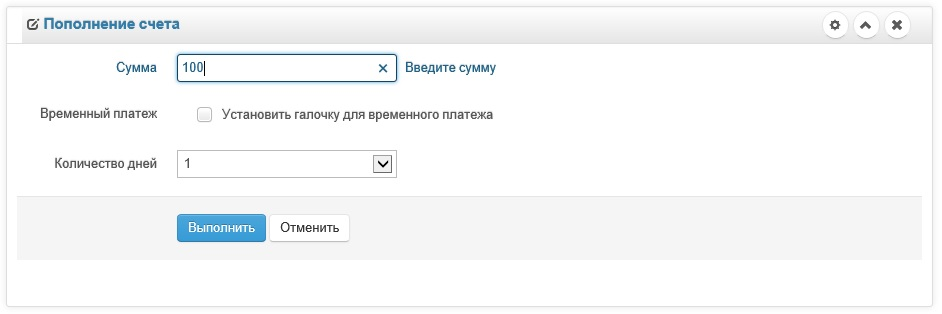 Пополнение счета
Сумма 100 Введите сумму
Временный платеж Установить галочку для временного платежа
Количество дней 1
Выполнить Отменить